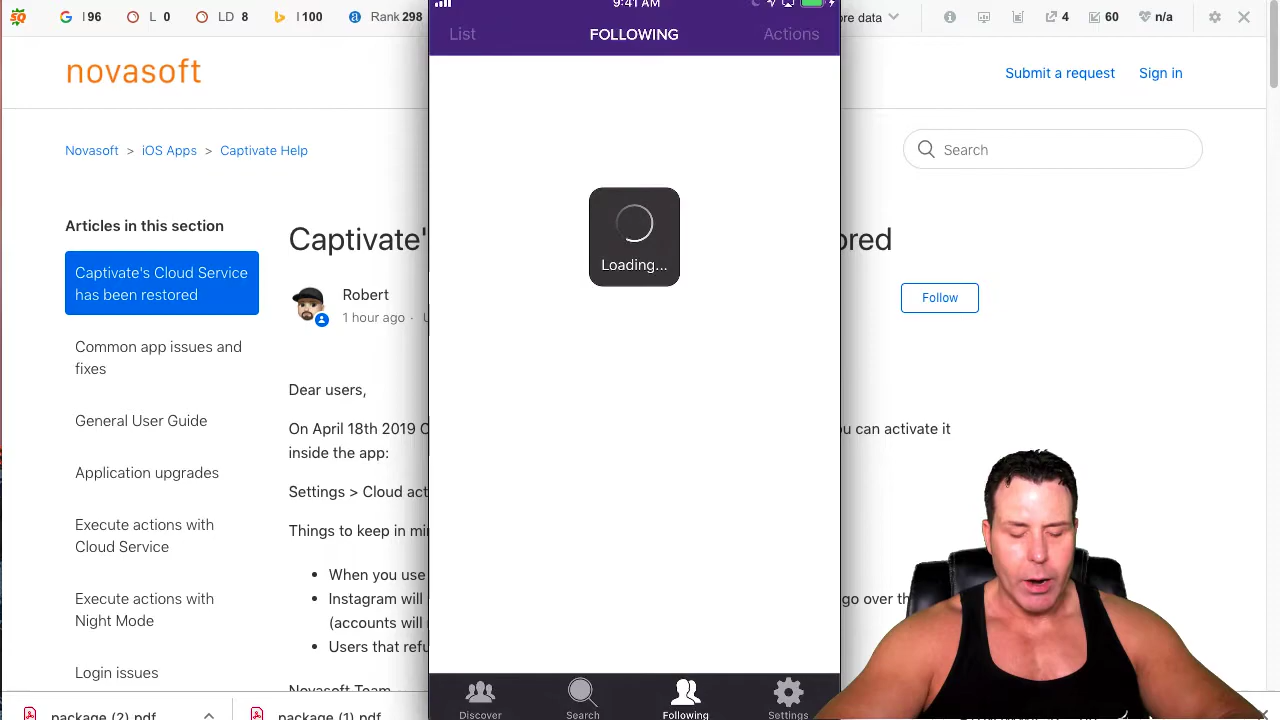 I 96
L 0
LD 8
I 100
Rank 298
ore data
4
60
n/a
novasoft
Submit a request
Sign in
Novasoft > iOS Apps > Captivate Help
Search
9:41 AM
List
FOLLOWING
Actions
Loading...
Discover
Search
Following
Settings
Articles in this section
Captivate's Cloud Service
has been restored
Common app issues and
fixes
General User Guide
Application upgrades
Execute actions with
Cloud Service
Execute actions with
Night Mode
Login issues
Captivate'
Robert
1 hour ago ·
Follow
Dear users,
On April 18th 2019 ou can activate it
inside the app:
Settings > Cloud
Things to keep in
When you use
Instagram will go over
(accounts will
Users that
Novasoft Team
package (2).pdf
package (1).pdf